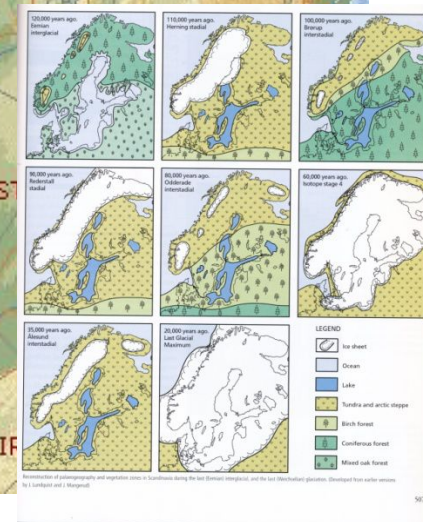 120,000 years ago.
Eemian
interglacial
110,000 years ago.
Herning stadial
100,000 years ago.
Brørup
interstadial
90,000 years ago.
Rederstall
stadial
80,000 years ago.
Odderade
interstadial
60,000 years ago.
Isotope stage 4
35,000 years ago.
Ålesund
interstadial
20,000 years ago.
Last Glacial
Maximum
LEGEND
Ice sheet
Ocean
Lake
Tundra and arctic steppe
Birch forest
Coniferous forest
Mixed oak forest
Reconstruction of palaeogeography and vegetation zones in Scandinavia during the last (Eemian) interglacial, and the last (Weichselian) glaciation. (Developed from earlier versions
by J. Lundqvist and J. Mangerud)